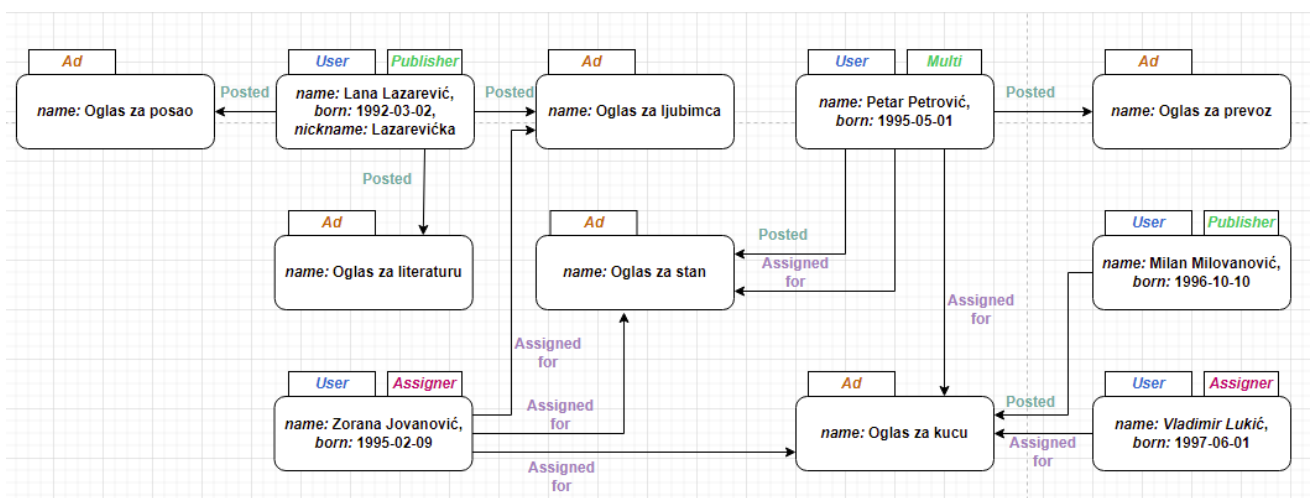 Ad
User
Publisher
Ad
User
Multi
Ad
name: Oglas za posao
Posted
name: Lana Lazarević,
born: 1992-03-02,
nickname: Lazarevićka
Posted
name: Oglas za ljubimca
name: Petar Petrović,
born: 1995-05-01
Posted
name: Oglas za prevoz
Posted
Ad
name: Oglas za literaturu
Ad
name: Oglas za stan
Posted
Assigned
for
Assigned
for
User
Publisher
name: Milan Milovanović,
born: 1996-10-10
Assigned
for
User
Assigner
name: Zorana Jovanović,
born: 1995-02-09
Assigned
for
Assigned
for
Ad
name: Oglas za kucu
Posted
Assigned
for
User
Assigner
name: Vladimir Lukić,
born: 1997-06-01